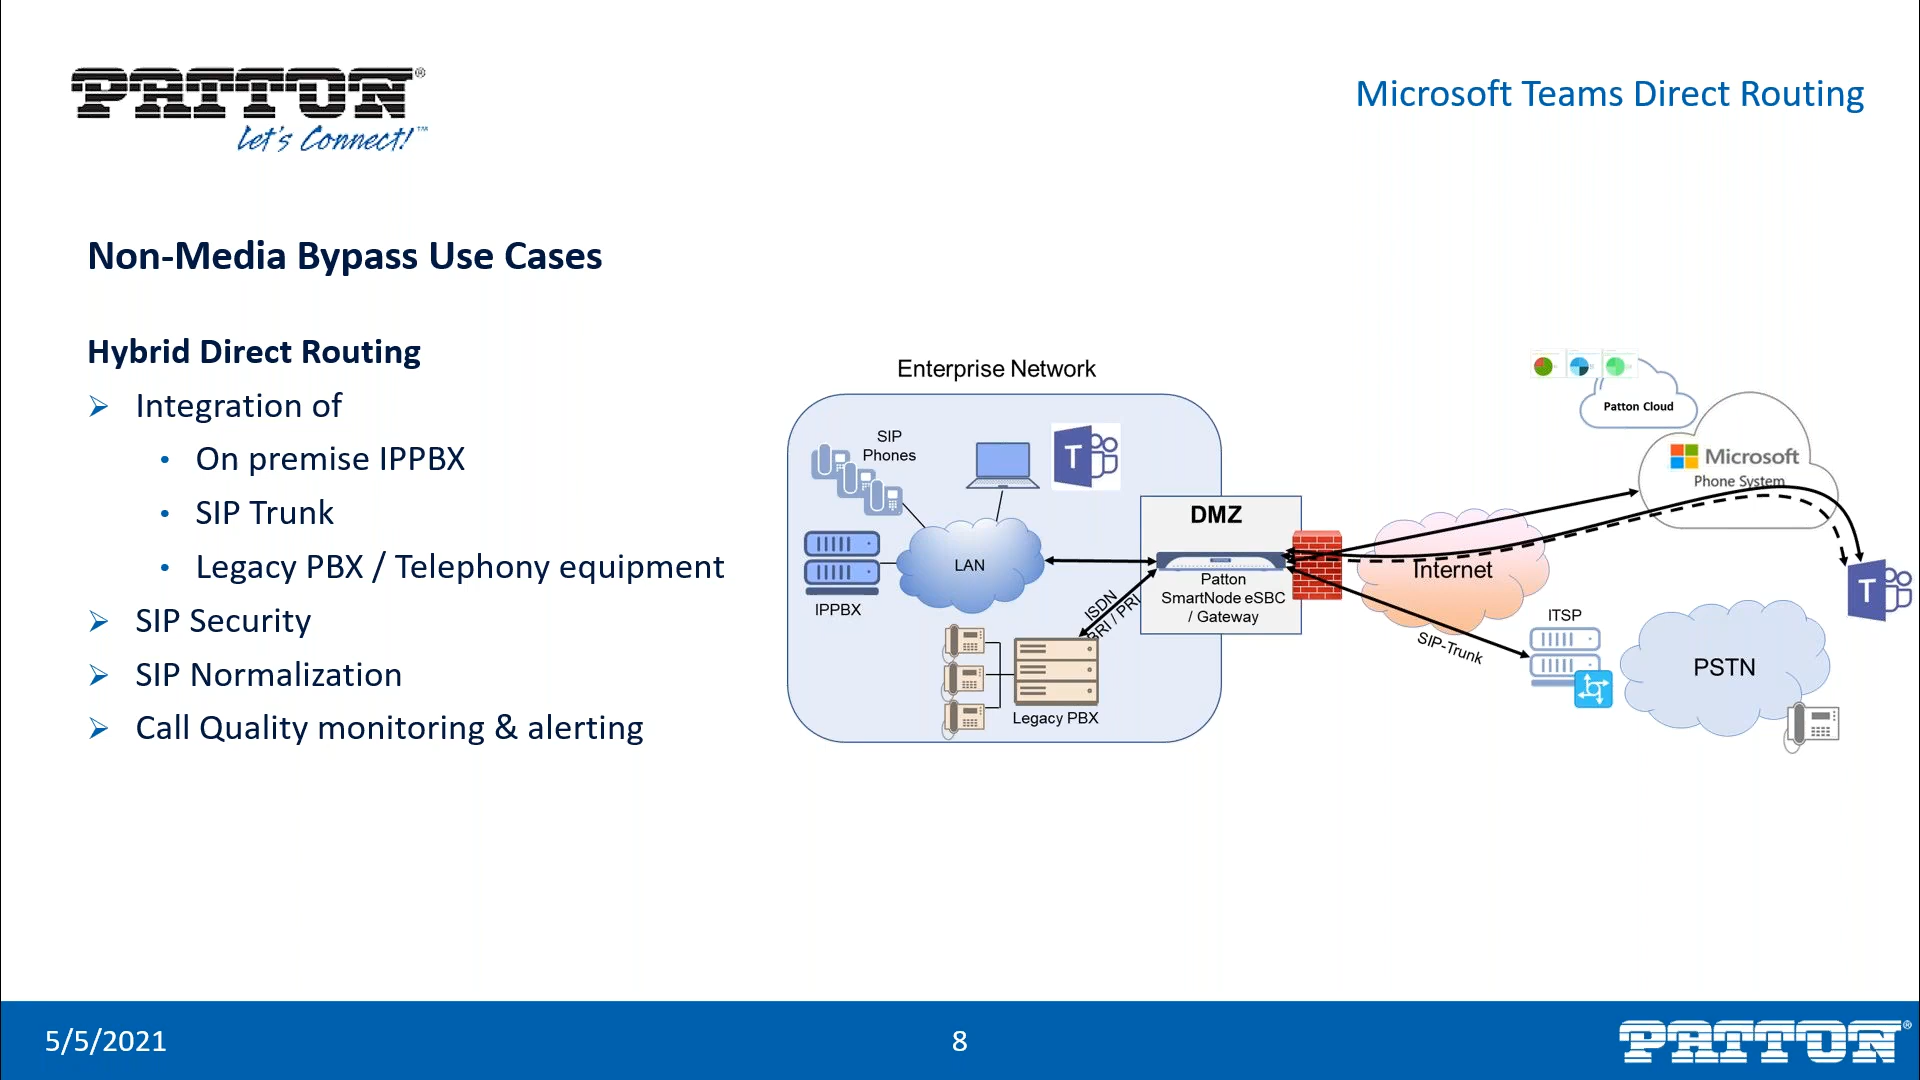 PATTON®
Let's Connect!™
Microsoft Teams Direct Routing
Non-Media Bypass Use Cases
Hybrid Direct Routing
Integration of
On premise IPPBX
SIP Trunk
Legacy PBX / Telephony equipment
SIP Security
SIP Normalization
Call Quality monitoring & alerting
Enterprise Network
SIP
Phones
T
LAN
IPPBX
Legacy PBX
ISDN
BRI / PRI
DMZ
Patton
SmartNode eSBC
/ Gateway
Internet
SIP-Trunk
Patton Cloud
Microsoft
Phone System
T
ITSP
PSTN
5/5/2021
8
PATTON®